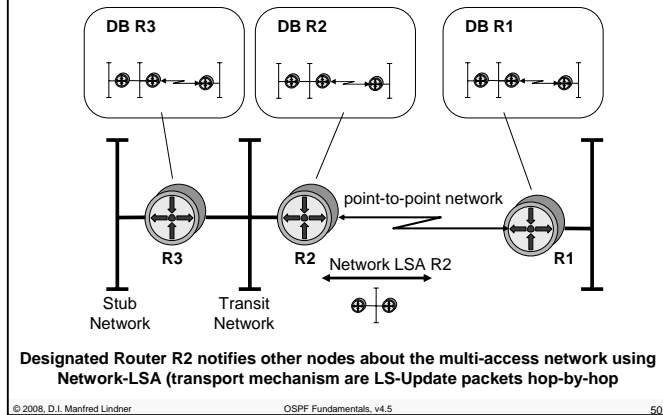 DB R3
DB R2
DB R1
point-to-point network
R3
R2
R1
Network LSA R2
Stub
Network
Transit
Network
Designated Router R2 notifies other nodes about the multi-access network using
Network-LSA (transport mechanism are LS-Update packets hop-by-hop
© 2008, D.I. Manfred Lindner
OSPF Fundamentals, v4.5
50